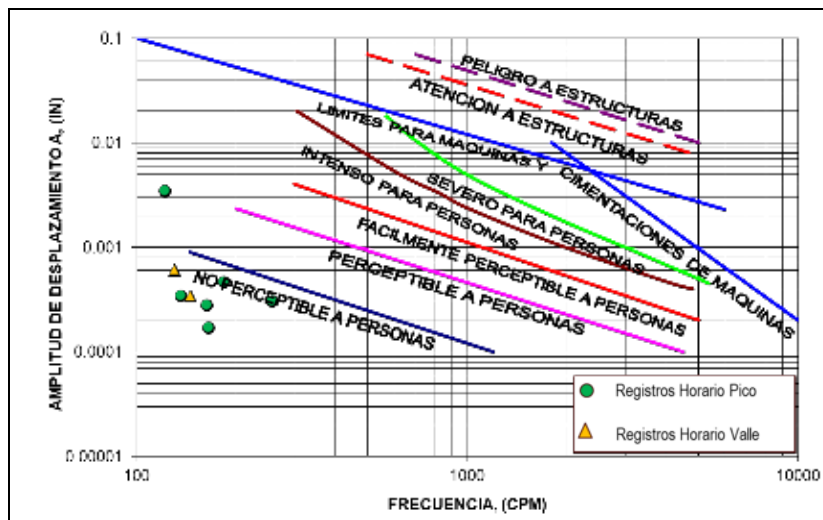 0.1
0.01
0.001
0.0001
0.00001
AMPLITUD DE DESPLAZAMIENTO A, (IN)
PELIGRO A ESTRUCTURAS
ATENCION A ESTRUCTURAS
LIMITES PARA MAQUINAS Y CIMENTACIONES DE MAQUINAS
INTENSO PARA PERSONAS
SEVERO PARA PERSONAS
FACILMENTE PERCEPTIBLE A PERSONAS
PERCEPTIBLE A PERSONAS
NO PERCEPTIBLE A PERSONAS
Registros Horario Pico
Registros Horario Valle
100
1000
10000
FRECUENCIA, (CPM)